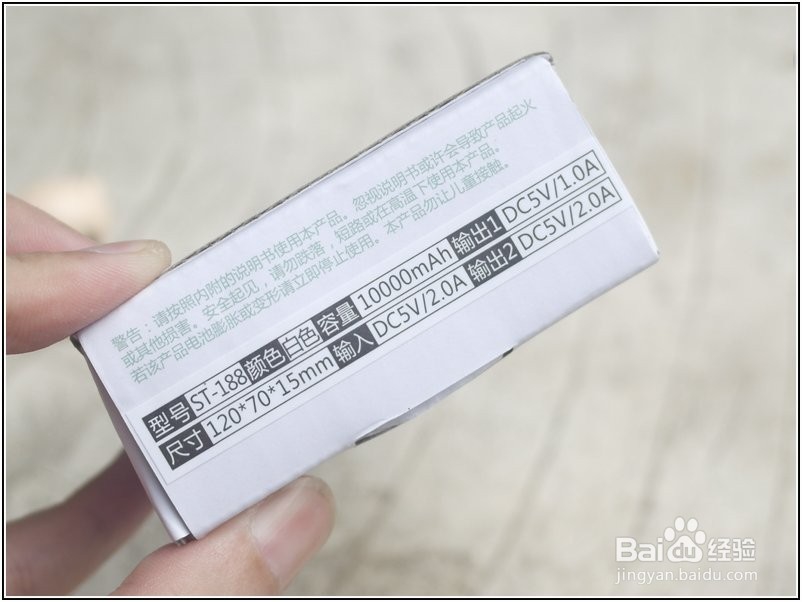 警告：请按照内附的说明书使用本产品。忽视说明书或许会导致产品起火
或其他损害。安全起见，请勿跌落，短路或在高温下使用本产品。
若该产品电池膨胀或变形请立即停止使用。本产品勿让儿童接触。
型号 ST-188 颜色 白色 容量 10000mAh 输出1 DC5V/1.0A
尺寸 120*70*15mm 输入 DC5V/2.0A 输出2 DC5V/2.0A
Baidu经验
jingyan.baidu.com